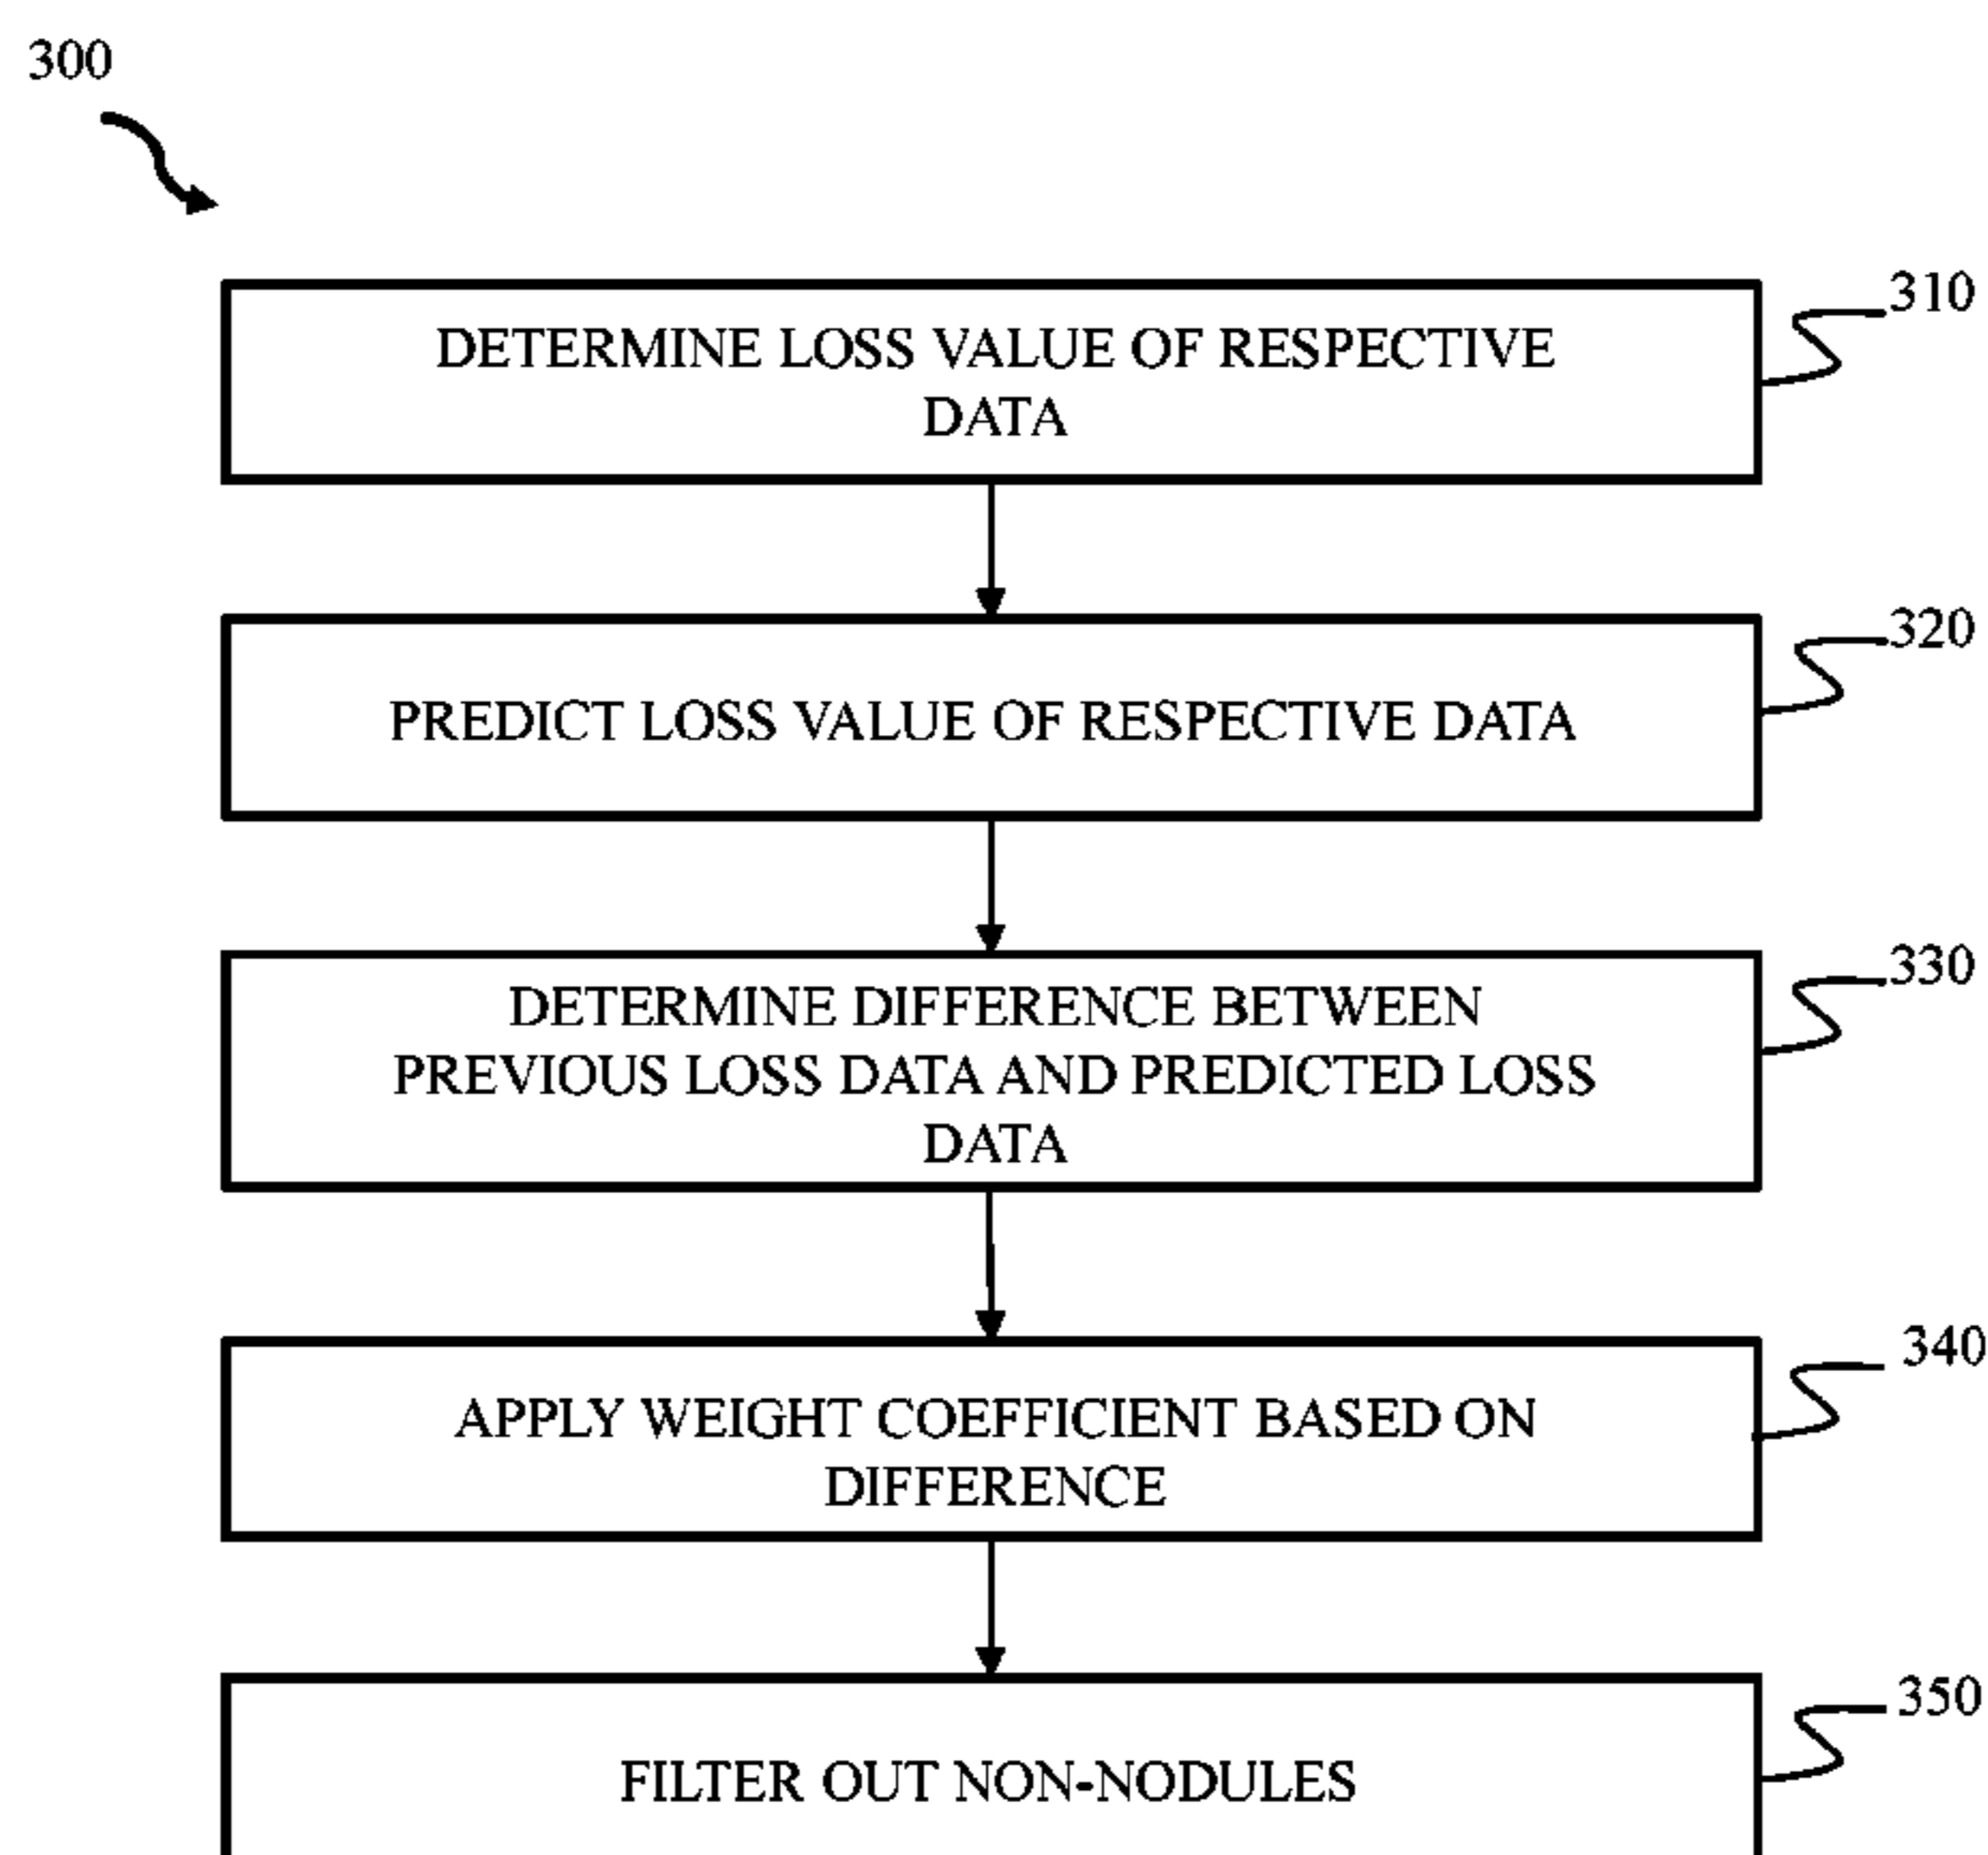 300
310
DETERMINE LOSS VALUE OF RESPECTIVE
DATA
320
PREDICT LOSS VALUE OF RESPECTIVE DATA
330
DETERMINE DIFFERENCE BETWEEN
PREVIOUS LOSS DATA AND PREDICTED LOSS
DATA
340
APPLY WEIGHT COEFFICIENT BASED ON
DIFFERENCE
350
FILTER OUT NON-NODULES